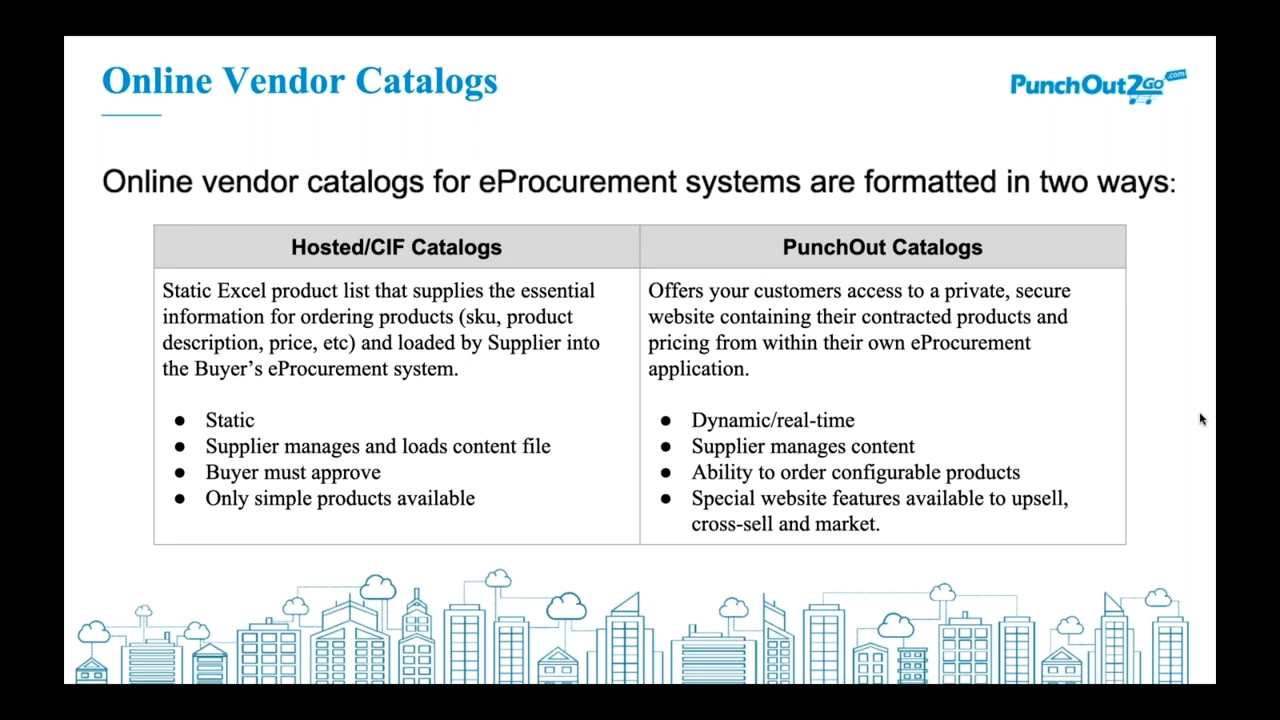 Online Vendor Catalogs
PunchOut2Go.com
Online vendor catalogs for eProcurement systems are formatted in two ways:
Hosted/CIF Catalogs
Static Excel product list that supplies the essential
information for ordering products (sku, product
description, price, etc) and loaded by Supplier into
the Buyer’s eProcurement system.
● Static
● Supplier manages and loads content file
● Buyer must approve
● Only simple products available
PunchOut Catalogs
Offers your customers access to a private, secure
website containing their contracted products and
pricing from within their own eProcurement
application.
● Dynamic/real-time
● Supplier manages content
● Ability to order configurable products
● Special website features available to upsell,
cross-sell and market.